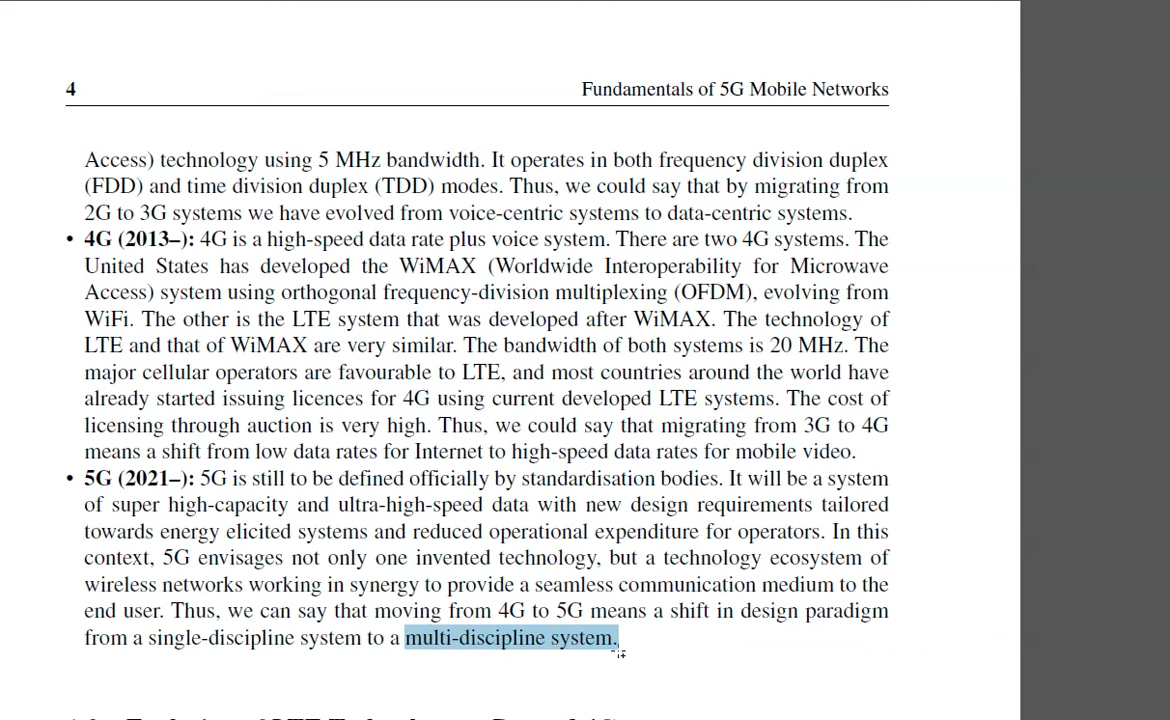 4 Fundamentals of 5G Mobile Networks
Access) technology using 5 MHz bandwidth. It operates in both frequency division duplex
(FDD) and time division duplex (TDD) modes. Thus, we could say that by migrating from
2G to 3G systems we have evolved from voice-centric systems to data-centric systems.
• 4G (2013–): 4G is a high-speed data rate plus voice system. There are two 4G systems. The
United States has developed the WiMAX (Worldwide Interoperability for Microwave
Access) system using orthogonal frequency-division multiplexing (OFDM), evolving from
WiFi. The other is the LTE system that was developed after WiMAX. The technology of
LTE and that of WiMAX are very similar. The bandwidth of both systems is 20 MHz. The
major cellular operators are favourable to LTE, and most countries around the world have
already started issuing licences for 4G using current developed LTE systems. The cost of
licensing through auction is very high. Thus, we could say that migrating from 3G to 4G
means a shift from low data rates for Internet to high-speed data rates for mobile video.
• 5G (2021–): 5G is still to be defined officially by standardisation bodies. It will be a system
of super high-capacity and ultra-high-speed data with new design requirements tailored
towards energy elicited systems and reduced operational expenditure for operators. In this
context, 5G envisages not only one invented technology, but a technology ecosystem of
wireless networks working in synergy to provide a seamless communication medium to the
end user. Thus, we can say that moving from 4G to 5G means a shift in design paradigm
from a single-discipline system to a multi-discipline system.